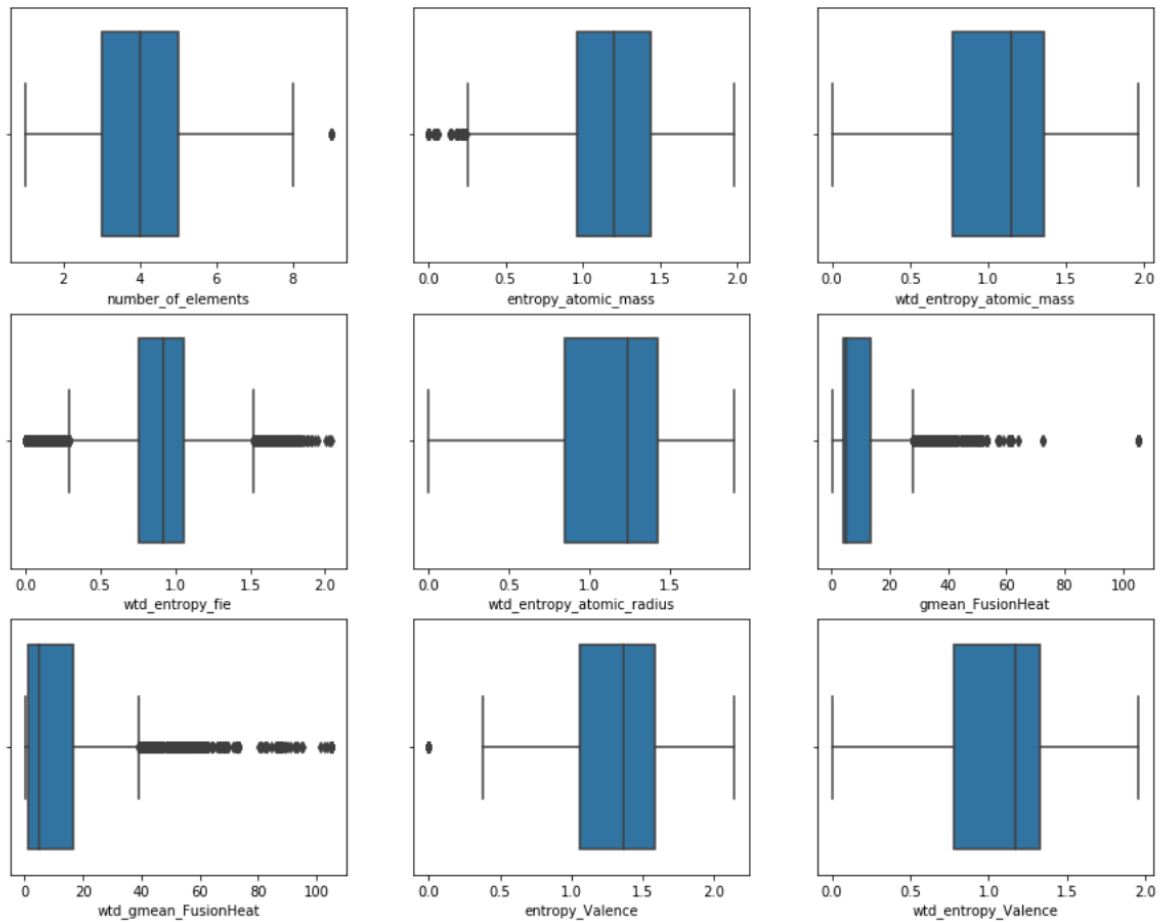 2 4 6 8
number_of_elements
0.0 0.5 1.0 1.5 2.0
entropy_atomic_mass
0.0 0.5 1.0 1.5 2.0
wtd_entropy_atomic_mass
0.0 0.5 1.0 1.5 2.0
wtd_entropy_fie
0.0 0.5 1.0 1.5
wtd_entropy_atomic_radius
0 20 40 60 80 100
gmean_FusionHeat
0 20 40 60 80 100
wtd_gmean_FusionHeat
0.0 0.5 1.0 1.5 2.0
entropy_Valence
0.0 0.5 1.0 1.5 2.0
wtd_entropy_Valence